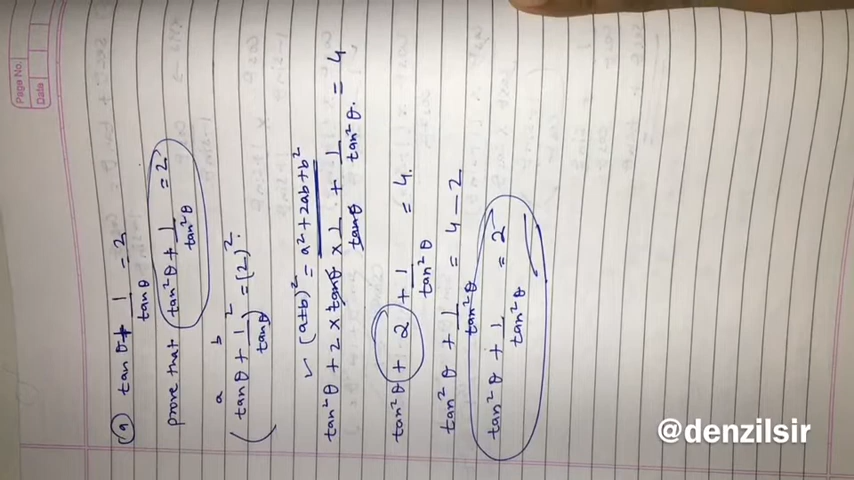 Page No.
Date
(9) tan θ + 1/tan θ = 2
prove that tan²θ + 1/tan²θ = 2
a b
(tan θ + 1/tan θ)² = (2)².
✓ (a+b)² = a² + 2ab + b²
tan²θ + 2 × tan θ × 1/tan θ + 1/tan²θ. = 4
tan²θ + 2 + 1/tan²θ = 4.
tan²θ + 1/tan²θ = 4 - 2
tan²θ + 1/tan²θ = 2
@denzilsir